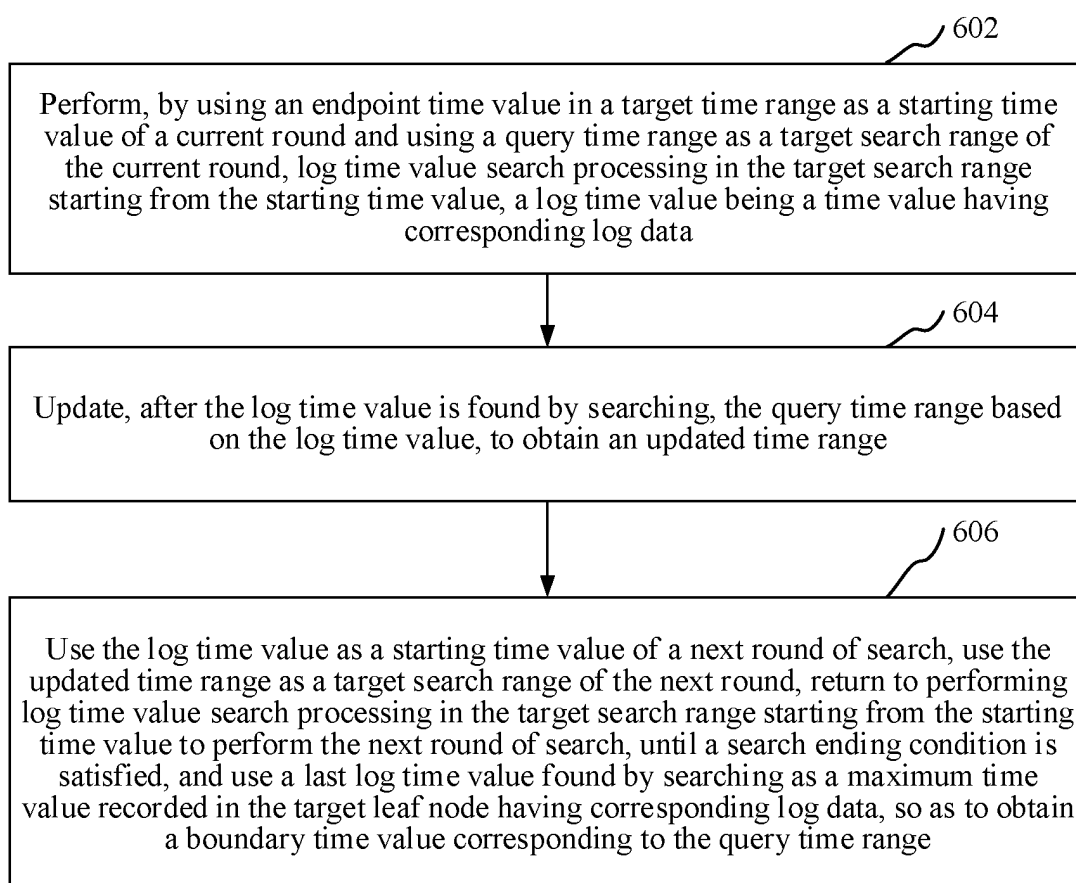 602
Perform, by using an endpoint time value in a target time range as a starting time
value of a current round and using a query time range as a target search range of
the current round, log time value search processing in the target search range
starting from the starting time value, a log time value being a time value having
corresponding log data
604
Update, after the log time value is found by searching, the query time range based
on the log time value, to obtain an updated time range
606
Use the log time value as a starting time value of a next round of search, use the
updated time range as a target search range of the next round, return to performing
log time value search processing in the target search range starting from the starting
time value to perform the next round of search, until a search ending condition is
satisfied, and use a last log time value found by searching as a maximum time
value recorded in the target leaf node having corresponding log data, so as to obtain
a boundary time value corresponding to the query time range